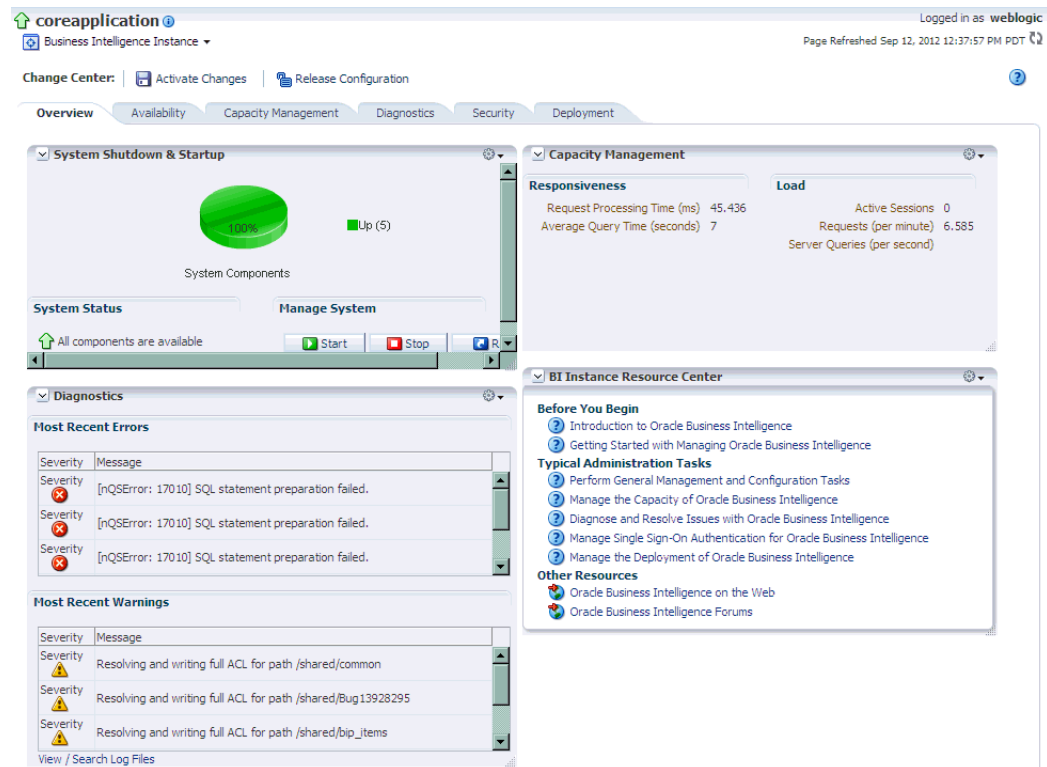 coreapplication
Logged in as weblogic
Business Intelligence Instance
Page Refreshed Sep 12, 2012 12:37:57 PM PDT
Change Center: Activate Changes Release Configuration
Overview Availability Capacity Management Diagnostics Security Deployment
System Shutdown & Startup
100%
Up (5)
System Components
System Status
Manage System
All components are available
Start Stop R
Diagnostics
Most Recent Errors
Severity Message
Severity
[nQSError: 17010] SQL statement preparation failed.
Severity
[nQSError: 17010] SQL statement preparation failed.
Severity
[nQSError: 17010] SQL statement preparation failed.
Most Recent Warnings
Severity Message
Severity
Resolving and writing full ACL for path /shared/common
Severity
Resolving and writing full ACL for path /shared/Bug13928295
Severity
Resolving and writing full ACL for path /shared/bip_items
View / Search Log Files
Capacity Management
Responsiveness
Request Processing Time (ms) 45.436
Average Query Time (seconds) 7
Load
Active Sessions 0
Requests (per minute) 6.585
Server Queries (per second)
BI Instance Resource Center
Before You Begin
Introduction to Oracle Business Intelligence
Getting Started with Managing Oracle Business Intelligence
Typical Administration Tasks
Perform General Management and Configuration Tasks
Manage the Capacity of Oracle Business Intelligence
Diagnose and Resolve Issues with Oracle Business Intelligence
Manage Single Sign-On Authentication for Oracle Business Intelligence
Manage the Deployment of Oracle Business Intelligence
Other Resources
Oracle Business Intelligence on the Web
Oracle Business Intelligence Forums